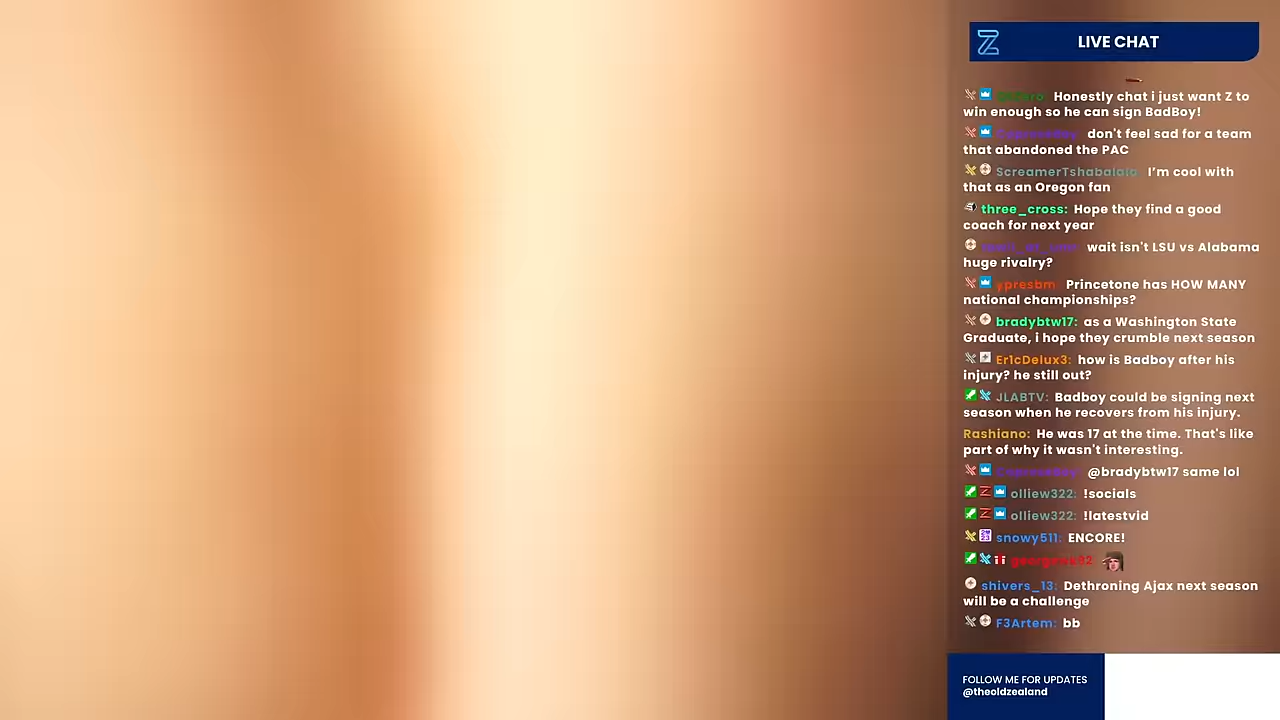 LIVE CHAT
Honestly chat i just want Z to
win enough so he can sign BadBoy!
don't feel sad for a team
that abandoned the PAC
ScreamerTshabalala: I'm cool with
that as an Oregon fan
three_cross: Hope they find a good
coach for next year
wait isn't LSU vs Alabama
huge rivalry?
ypresbm: Princetone has HOW MANY
national championships?
bradybtw17: as a Washington State
Graduate, i hope they crumble next season
Er1cDelux3: how is Badboy after his
injury? he still out?
JLABTV: Badboy could be signing next
season when he recovers from his injury.
Rashiano: He was 17 at the time. That's like
part of why it wasn't interesting.
@bradybtw17 same lol
olliew322: !socials
olliew322: !latestvid
snowy511: ENCORE!
shivers_13: Dethroning Ajax next season
will be a challenge
F3Artem: bb
FOLLOW ME FOR UPDATES
@theoldzealand